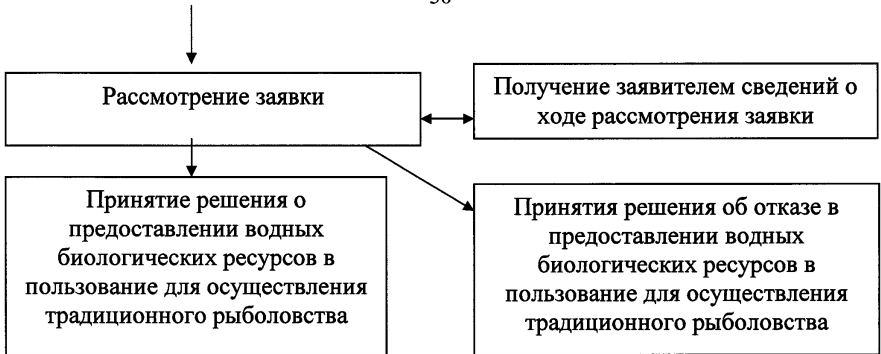 Рассмотрение заявки
Получение заявителем сведений о
ходе рассмотрения заявки
Принятие решения о
предоставлении водных
биологических ресурсов в
пользование для осуществления
традиционного рыболовства
Принятия решения об отказе в
предоставлении водных
биологических ресурсов в
пользование для осуществления
традиционного рыболовства